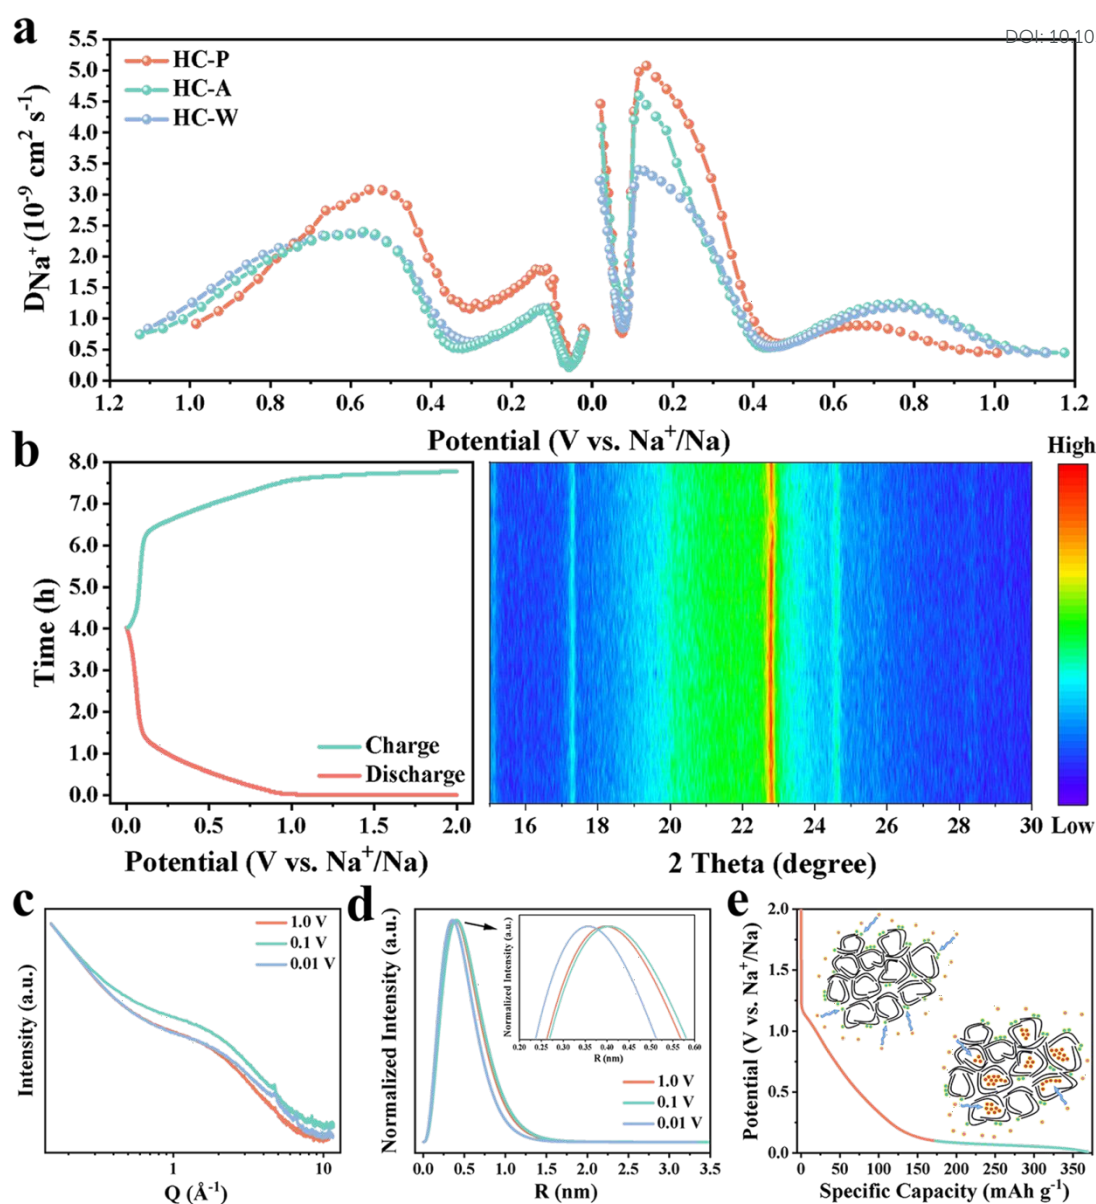 a
DOI: 10.10
5.5
5.0
4.5
4.0
3.5
3.0
2.5
2.0
1.5
1.0
0.5
0.0
D_Na⁺ (10⁻⁹ cm² s⁻¹)
HC-P
HC-A
HC-W
1.2 1.0 0.8 0.6 0.4 0.2 0.0 0.2 0.4 0.6 0.8 1.0 1.2
Potential (V vs. Na⁺/Na)
b
8.0
7.0
6.0
5.0
4.0
3.0
2.0
1.0
0.0
Time (h)
Charge
Discharge
0.0 0.5 1.0 1.5 2.0
Potential (V vs. Na⁺/Na)
16 18 20 22 24 26 28 30
2 Theta (degree)
High
Low
c
Intensity (a.u.)
1.0 V
0.1 V
0.01 V
1 10
Q (Å⁻¹)
d
Normalized Intensity (a.u.)
Normalized Intensity (a.u.)
0.20 0.30 0.35 0.40 0.45 0.50 0.60
R (nm)
1.0 V
0.1 V
0.01 V
0.0 0.5 1.0 1.5 2.0 2.5 3.0 3.5
R (nm)
e
2.0
1.5
1.0
0.5
0.0
Potential (V vs. Na⁺/Na)
0 50 100 150 200 250 300 350
Specific Capacity (mAh g⁻¹)